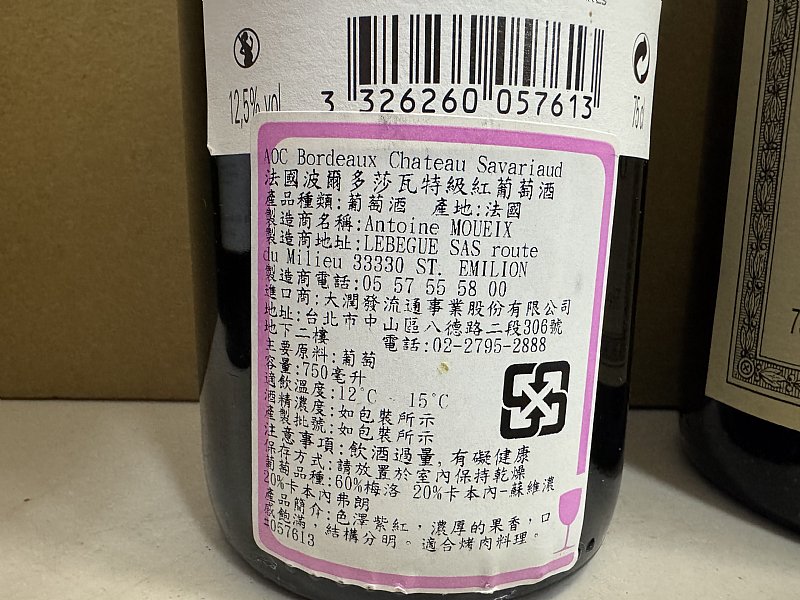 12,5% vol
3 326260 057613
75 cl
AOC Bordeaux Chateau Savariaud
法國波爾多莎瓦特級紅葡萄酒
產品種類:葡萄酒 產地:法國
製造商名稱:Antoine MOUEIX
製造商地址:LEBEGUE SAS route
du Milieu 33330 ST. EMILION
製造商電話:05 57 55 58 00
進口商:大潤發流通事業股份有限公司
地址:台北市中山區八德路二段306號
地下二樓 電話:02-2795-2888
主要原料:葡萄
容量:750毫升
適飲溫度:12°C - 15°C
酒精濃度:如包裝所示
產製批號:如包裝所示
注意事項:飲酒過量,有礙健康
保存方式:請放置於室內保持乾燥
葡萄品種:60%梅洛 20%卡本內-蘇維濃
20%卡本內弗朗
產品簡介:色澤紫紅，濃厚的果香，口
感飽滿，結構分明。適合烤肉料理。
#057613